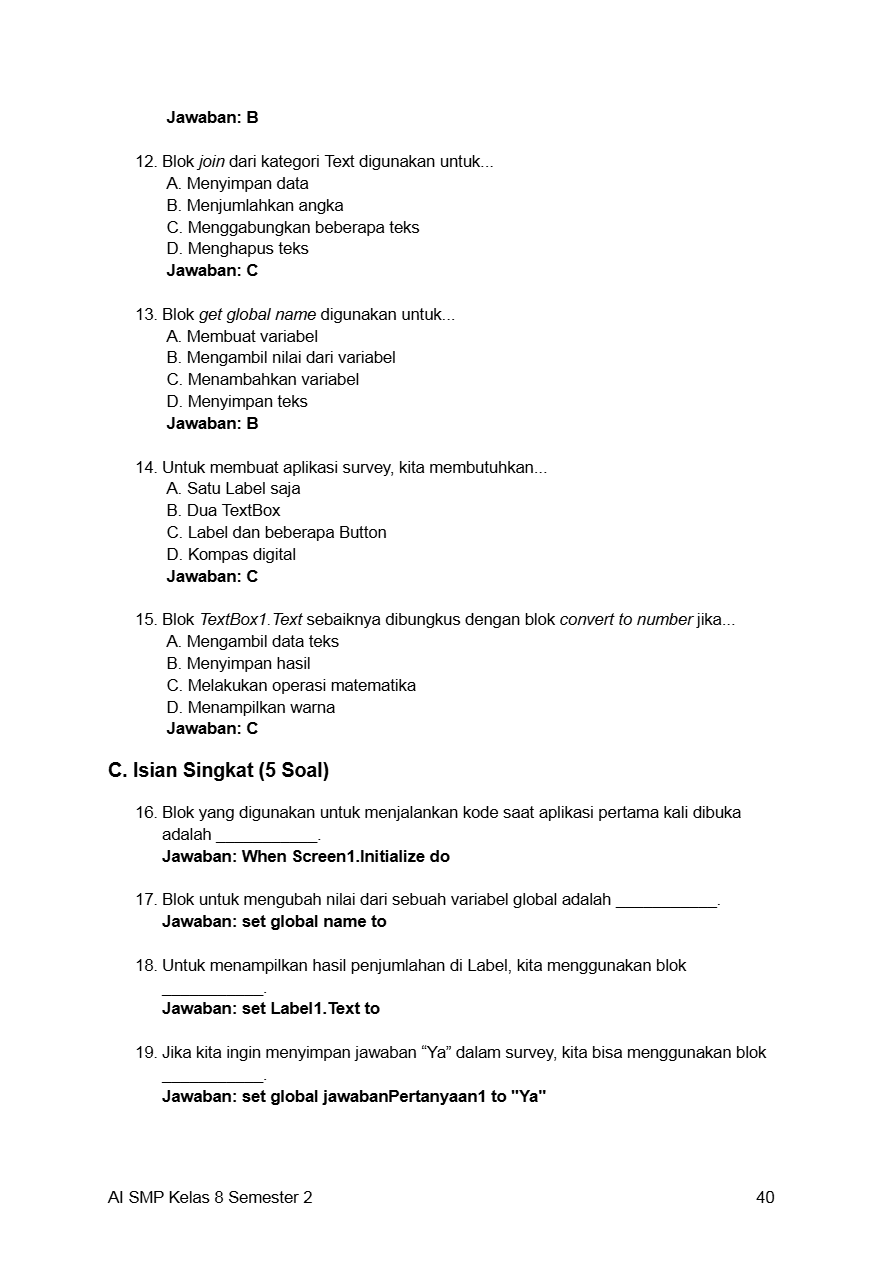 Jawaban: B
12. Blok join dari kategori Text digunakan untuk...
A. Menyimpan data
B. Menjumlahkan angka
C. Menggabungkan beberapa teks
D. Menghapus teks
Jawaban: C
13. Blok get global name digunakan untuk...
A. Membuat variabel
B. Mengambil nilai dari variabel
C. Menambahkan variabel
D. Menyimpan teks
Jawaban: B
14. Untuk membuat aplikasi survey, kita membutuhkan...
A. Satu Label saja
B. Dua TextBox
C. Label dan beberapa Button
D. Kompas digital
Jawaban: C
15. Blok TextBox1.Text sebaiknya dibungkus dengan blok convert to number jika...
A. Mengambil data teks
B. Menyimpan hasil
C. Melakukan operasi matematika
D. Menampilkan warna
Jawaban: C
C. Isian Singkat (5 Soal)
16. Blok yang digunakan untuk menjalankan kode saat aplikasi pertama kali dibuka
adalah ___________.
Jawaban: When Screen1.Initialize do
17. Blok untuk mengubah nilai dari sebuah variabel global adalah ___________.
Jawaban: set global name to
18. Untuk menampilkan hasil penjumlahan di Label, kita menggunakan blok
___________.
Jawaban: set Label1.Text to
19. Jika kita ingin menyimpan jawaban “Ya” dalam survey, kita bisa menggunakan blok
___________.
Jawaban: set global jawabanPertanyaan1 to "Ya"
AI SMP Kelas 8 Semester 2 40